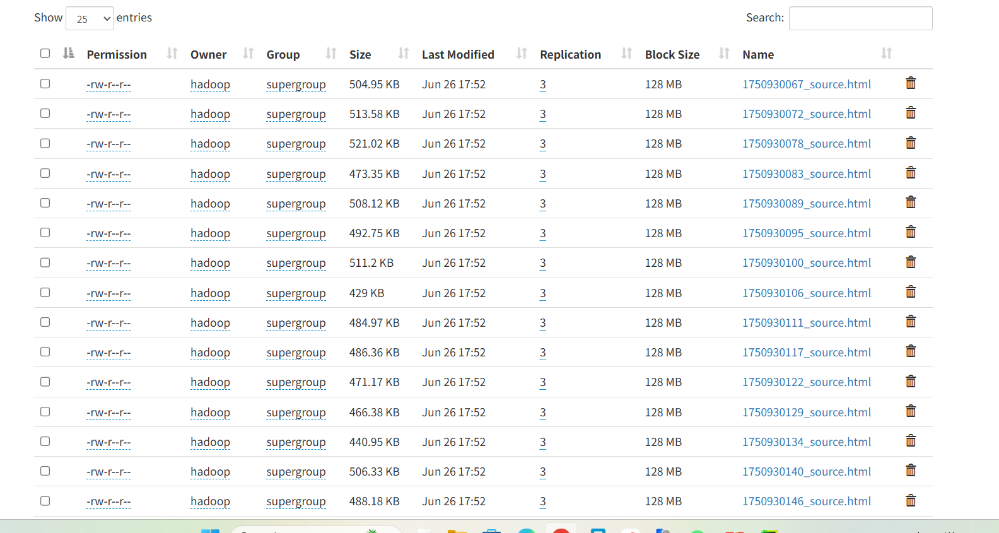 Show 25 entries Search:
Permission Owner Group Size Last Modified Replication Block Size Name
-rw-r--r-- hadoop supergroup 504.95 KB Jun 26 17:52 3 128 MB 1750930067_source.html
-rw-r--r-- hadoop supergroup 513.58 KB Jun 26 17:52 3 128 MB 1750930072_source.html
-rw-r--r-- hadoop supergroup 521.02 KB Jun 26 17:52 3 128 MB 1750930078_source.html
-rw-r--r-- hadoop supergroup 473.35 KB Jun 26 17:52 3 128 MB 1750930083_source.html
-rw-r--r-- hadoop supergroup 508.12 KB Jun 26 17:52 3 128 MB 1750930089_source.html
-rw-r--r-- hadoop supergroup 492.75 KB Jun 26 17:52 3 128 MB 1750930095_source.html
-rw-r--r-- hadoop supergroup 511.2 KB Jun 26 17:52 3 128 MB 1750930100_source.html
-rw-r--r-- hadoop supergroup 429 KB Jun 26 17:52 3 128 MB 1750930106_source.html
-rw-r--r-- hadoop supergroup 484.97 KB Jun 26 17:52 3 128 MB 1750930111_source.html
-rw-r--r-- hadoop supergroup 486.36 KB Jun 26 17:52 3 128 MB 1750930117_source.html
-rw-r--r-- hadoop supergroup 471.17 KB Jun 26 17:52 3 128 MB 1750930122_source.html
-rw-r--r-- hadoop supergroup 466.38 KB Jun 26 17:52 3 128 MB 1750930129_source.html
-rw-r--r-- hadoop supergroup 440.95 KB Jun 26 17:52 3 128 MB 1750930134_source.html
-rw-r--r-- hadoop supergroup 506.33 KB Jun 26 17:52 3 128 MB 1750930140_source.html
-rw-r--r-- hadoop supergroup 488.18 KB Jun 26 17:52 3 128 MB 1750930146_source.html